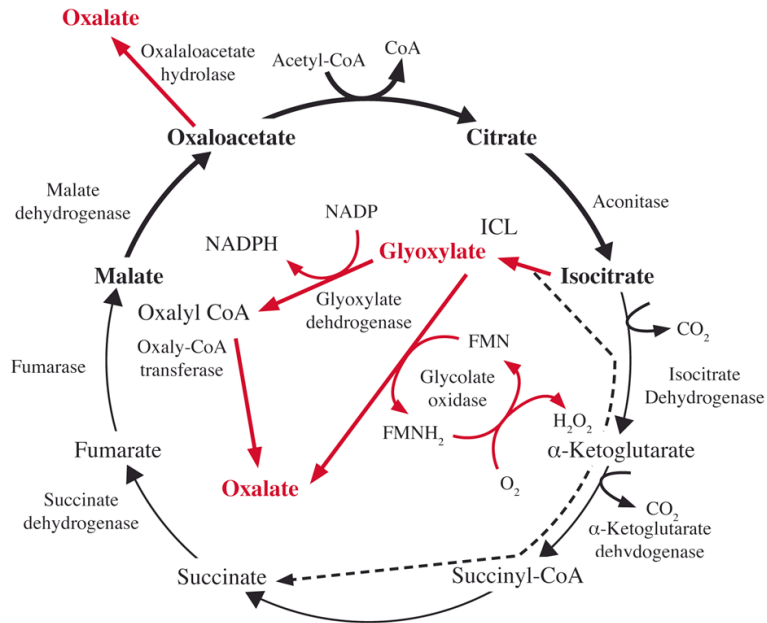 Oxalate
Oxalaloacetate
hydrolase
Acetyl-CoA
CoA
Oxaloacetate
Citrate
Malate
dehydrogenase
Aconitase
NADP
ICL
NADPH
Glyoxylate
Malate
Isocitrate
Oxalyl CoA
Glyoxylate
dehdrogenase
CO2
Oxaly-CoA
transferase
FMN
Fumarase
Glycolate
oxidase
Isocitrate
Dehydrogenase
H2O2
FMNH2
Fumarate
α-Ketoglutarate
Oxalate
O2
Succinate
dehydrogenase
CO2
α-Ketoglutarate
dehvdogenase
Succinate
Succinyl-CoA